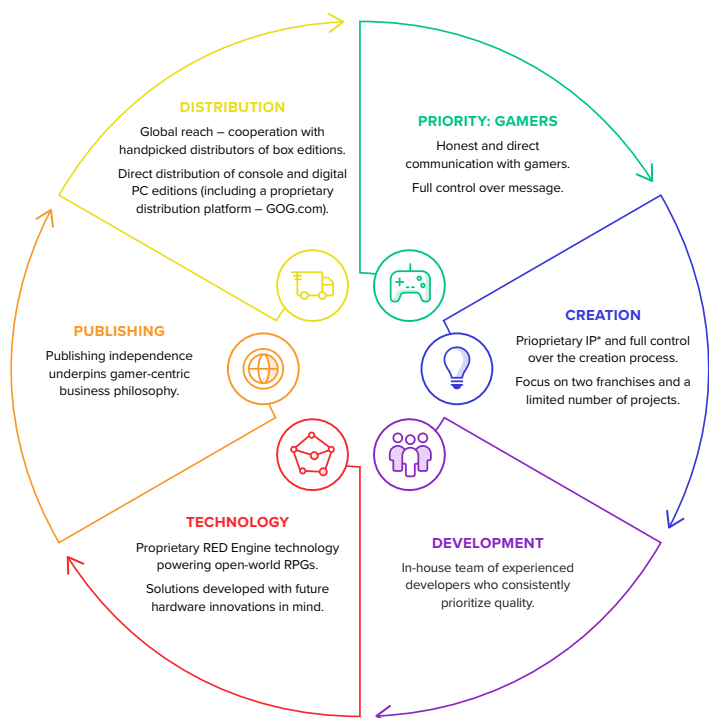 DISTRIBUTION
Global reach – cooperation with
handpicked distributors of box editions.
Direct distribution of console and digital
PC editions (including a proprietary
distribution platform – GOG.com).
PRIORITY: GAMERS
Honest and direct
communication with gamers.
Full control over message.
CREATION
Prioprietary IP* and full control
over the creation process.
Focus on two franchises and a
limited number of projects.
DEVELOPMENT
In-house team of experienced
developers who consistently
prioritize quality.
TECHNOLOGY
Proprietary RED Engine technology
powering open-world RPGs.
Solutions developed with future
hardware innovations in mind.
PUBLISHING
Publishing independence
underpins gamer-centric
business philosophy.